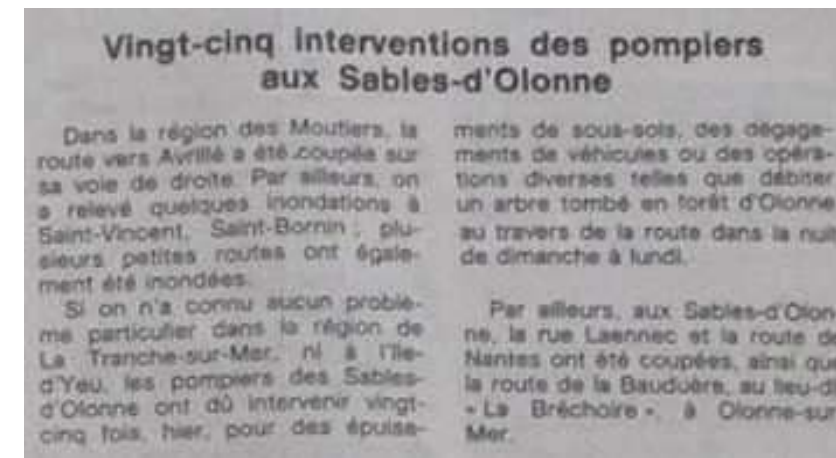 Vingt-cinq interventions des pompiers
aux Sables-d'Olonne
Dans la région des Moutiers, la
route vers Avrillé a été coupée sur
sa voie de droite. Par ailleurs, on
a relevé quelques inondations à
Saint-Vincent, Saint-Bornin ; plu-
sieurs petites routes ont égale-
ment été inondées.
Si on n'a connu aucun problè-
me particulier dans la région de
La Tranche-sur-Mer, ni à l'Ile-
d'Yeu, les pompiers des Sables-
d'Olonne ont dû intervenir vingt-
cinq fois, hier, pour des épuise-
ments de sous-sols, des dégage-
ments de véhicules ou des opéra-
tions diverses telles que débiter
un arbre tombé en forêt d'Olonne
au travers de la route dans la nuit
de dimanche à lundi.
Par ailleurs, aux Sables-d'Olon-
ne, la rue Laennec et la route de
Nantes ont été coupées, ainsi que
la route de la Bauduère, au lieu-di
« La Bréchoire », à Olonne-sur-
Mer.